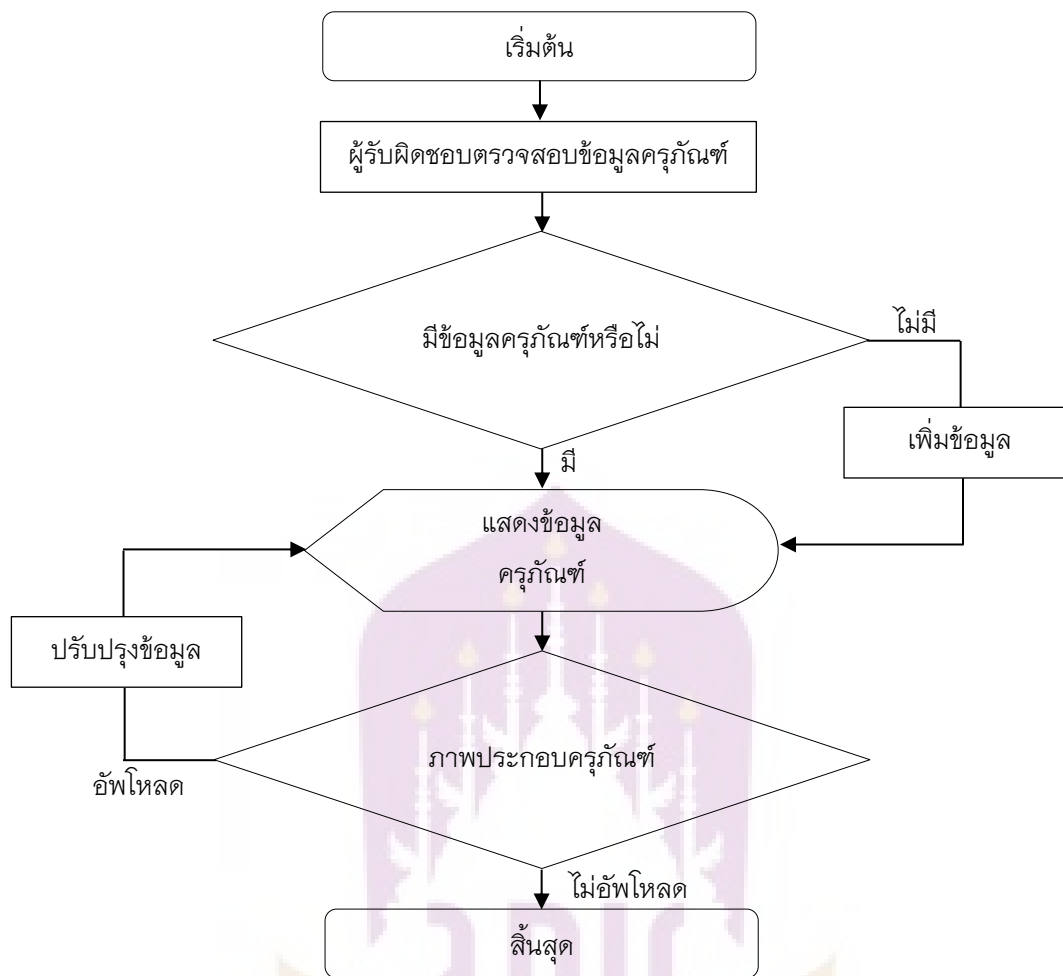 เริ่มต้น
ผู้รับผิดชอบตรวจสอบข้อมูลครุภัณฑ์
มีข้อมูลครุภัณฑ์หรือไม่
ไม่มี
เพิ่มข้อมูล
มี
แสดงข้อมูล
ครุภัณฑ์
ปรับปรุงข้อมูล
ภาพประกอบครุภัณฑ์
อัพโหลด
ไม่อัพโหลด
สิ้นสุด